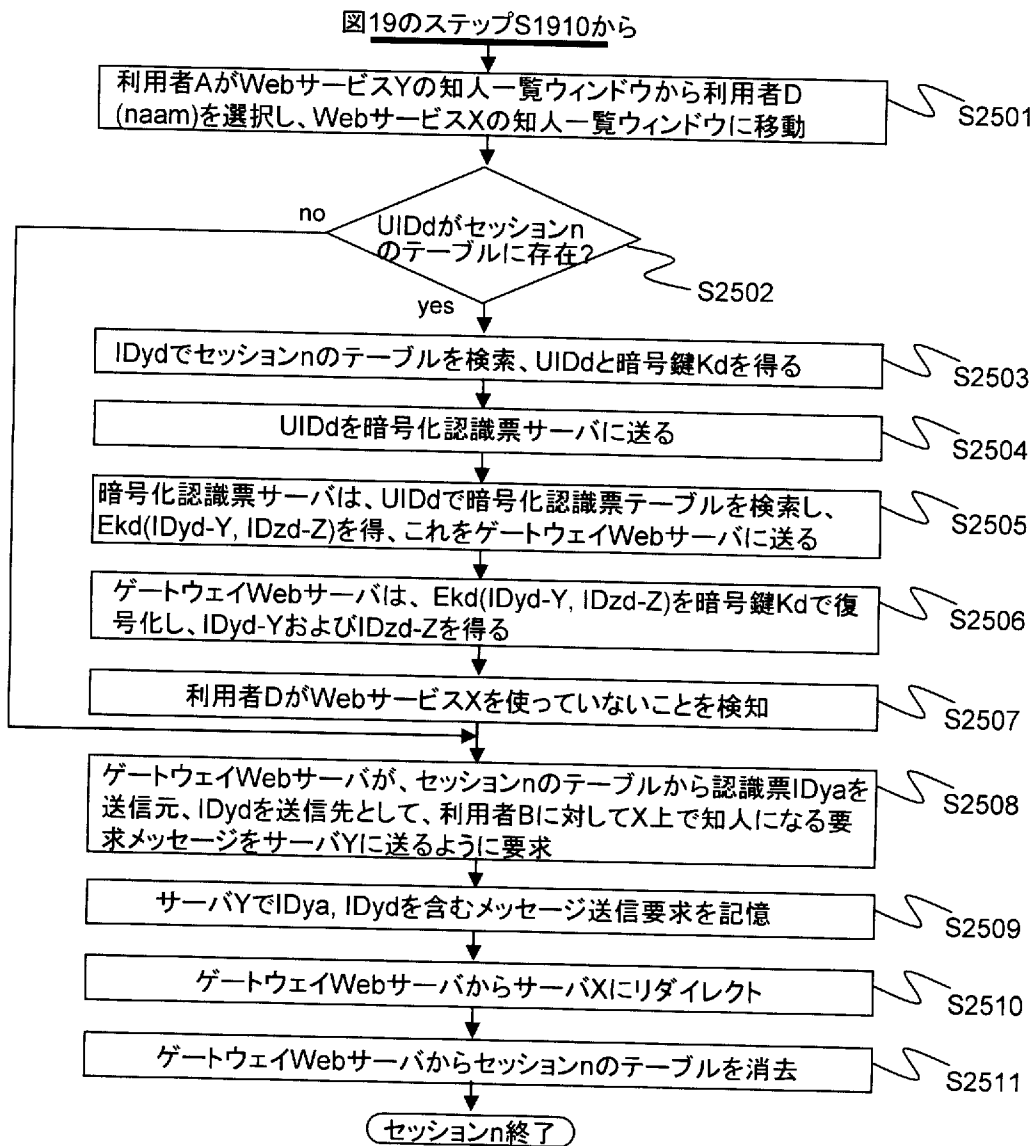 図19のステップS1910から
利用者AがWebサービスYの知人一覧ウィンドウから利用者D
(naam)を選択し、WebサービスXの知人一覧ウィンドウに移動
S2501
no
UIDdがセッションn
のテーブルに存在?
S2502
yes
IDydでセッションnのテーブルを検索、UIDdと暗号鍵Kdを得る
S2503
UIDdを暗号化認識票サーバに送る
S2504
暗号化認識票サーバは、UIDdで暗号化認識票テーブルを検索し、
Ekd(IDyd-Y, IDzd-Z)を得、これをゲートウェイWebサーバに送る
S2505
ゲートウェイWebサーバは、Ekd(IDyd-Y, IDzd-Z)を暗号鍵Kdで復
号化し、IDyd-YおよびIDzd-Zを得る
S2506
利用者DがWebサービスXを使っていないことを検知
S2507
ゲートウェイWebサーバが、セッションnのテーブルから認識票IDyaを
送信元、IDydを送信先として、利用者Bに対してX上で知人になる要
求メッセージをサーバYに送るように要求
S2508
サーバYでIDya, IDydを含むメッセージ送信要求を記憶
S2509
ゲートウェイWebサーバからサーバXにリダイレクト
S2510
ゲートウェイWebサーバからセッションnのテーブルを消去
S2511
セッションn終了